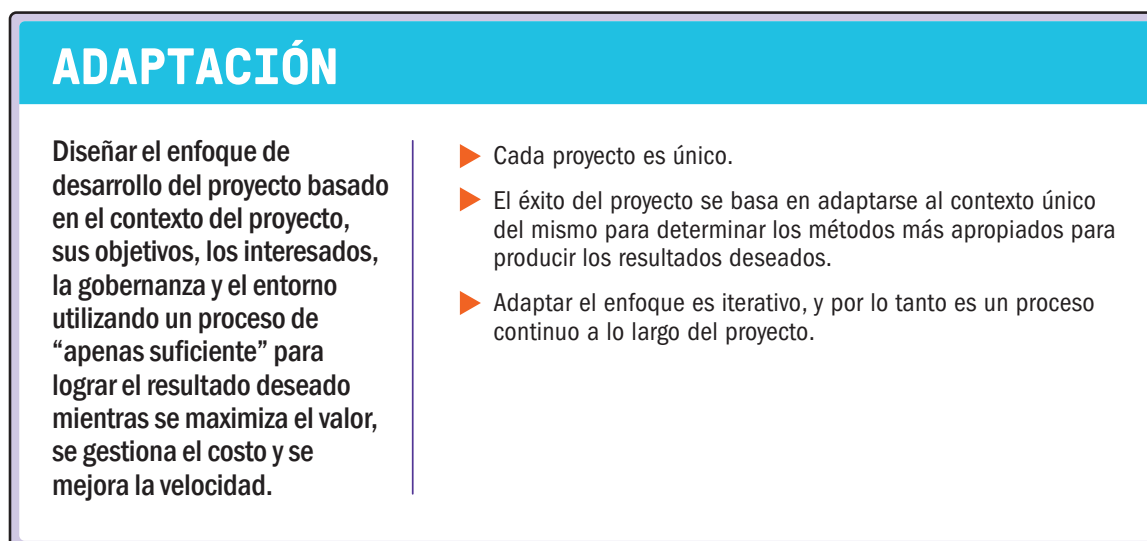 ADAPTACIÓN
Diseñar el enfoque de
desarrollo del proyecto basado
en el contexto del proyecto,
sus objetivos, los interesados,
la gobernanza y el entorno
utilizando un proceso de
“apenas suficiente” para
lograr el resultado deseado
mientras se maximiza el valor,
se gestiona el costo y se
mejora la velocidad.
Cada proyecto es único.
El éxito del proyecto se basa en adaptarse al contexto único
del mismo para determinar los métodos más apropiados para
producir los resultados deseados.
Adaptar el enfoque es iterativo, y por lo tanto es un proceso
continuo a lo largo del proyecto.